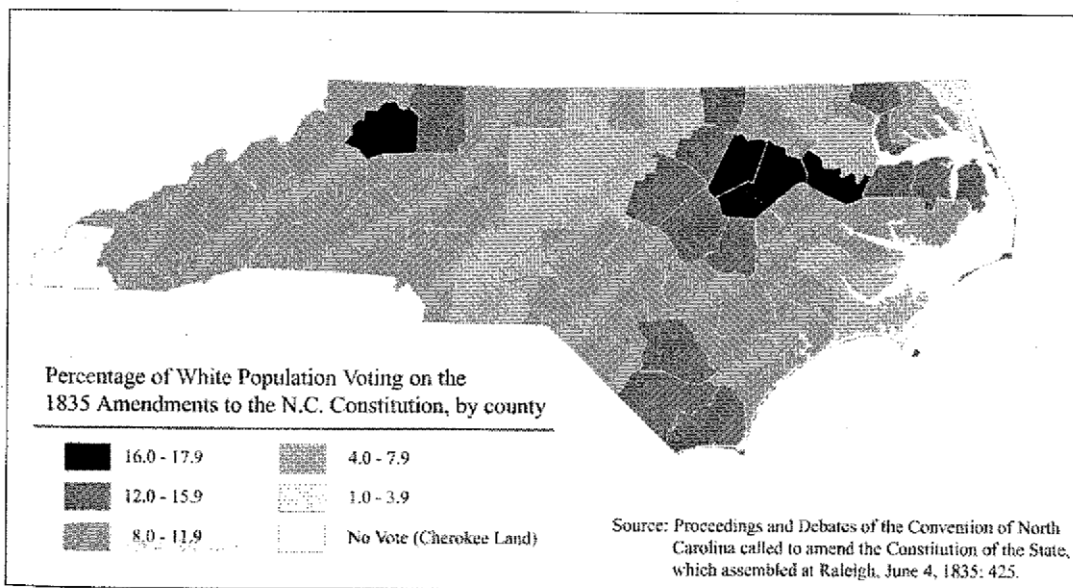 Percentage of White Population Voting on the
1835 Amendments to the N.C. Constitution, by county
16.0 - 17.9
12.0 - 15.9
8.0 - 11.9
4.0 - 7.9
1.0 - 3.9
No Vote (Cherokee Land)
Source: Proceedings and Debates of the Convention of North
Carolina called to amend the Constitution of the State,
which assembled at Raleigh, June 4, 1835: 425.